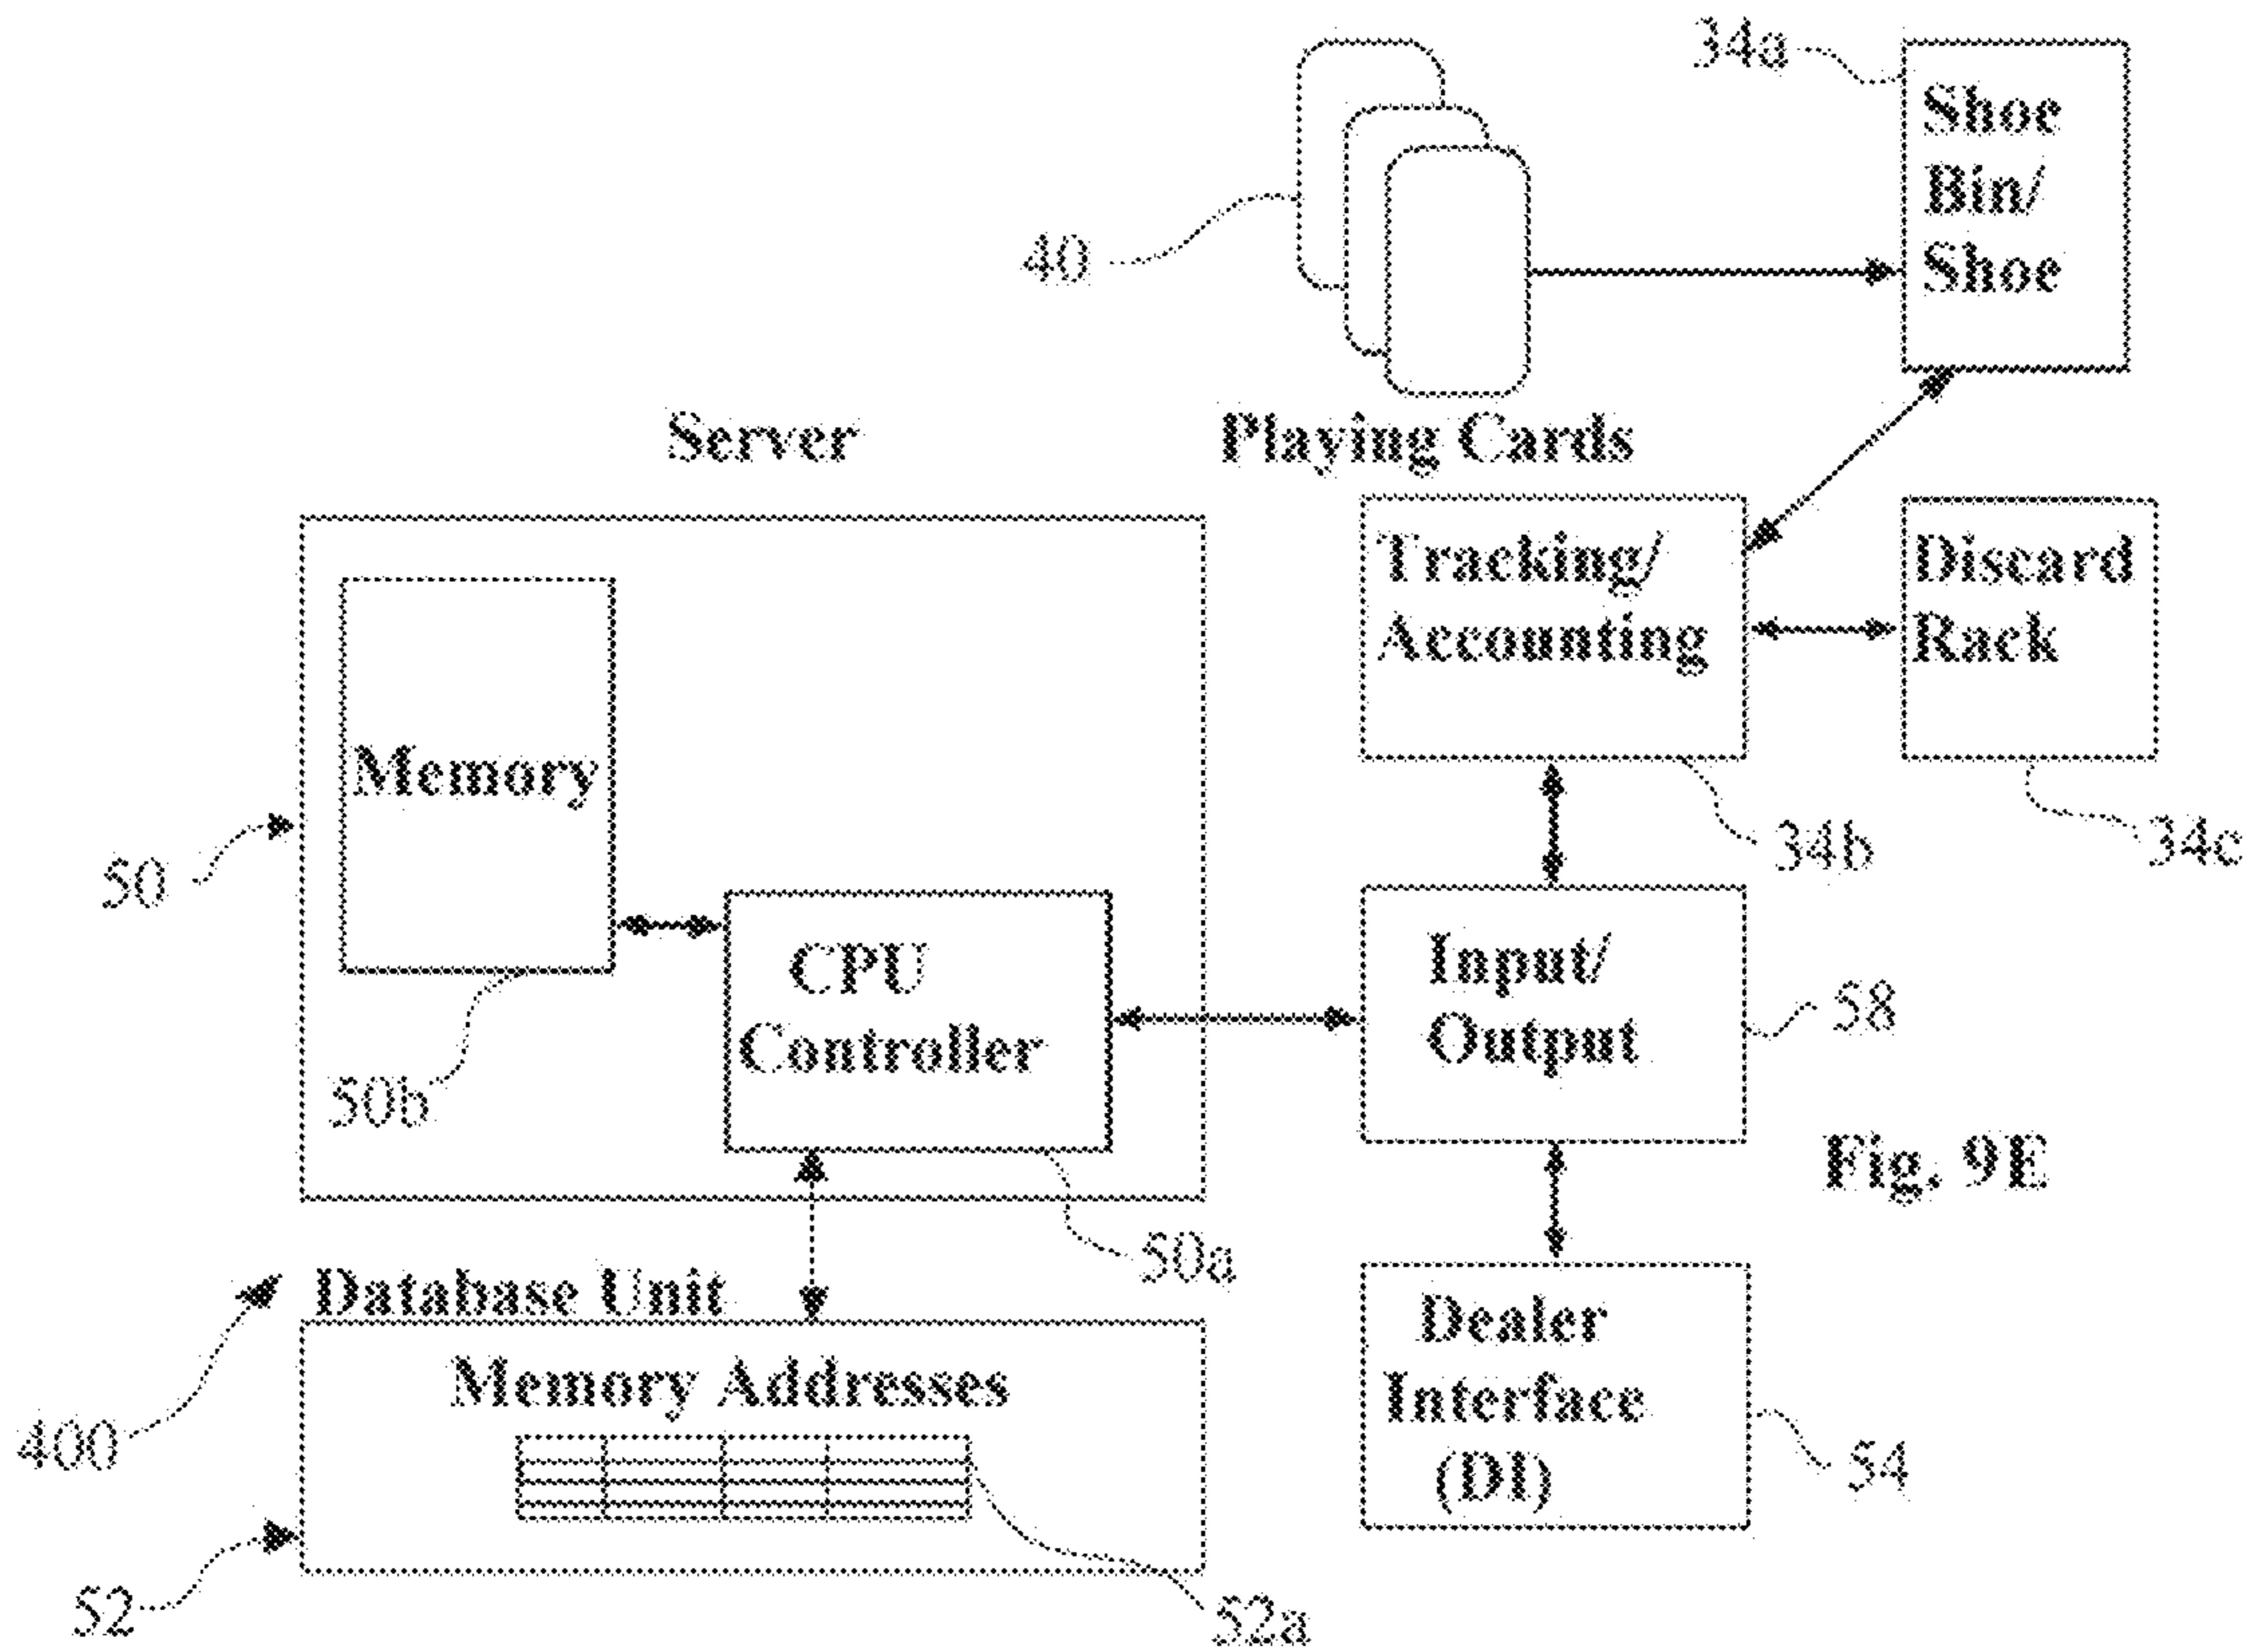 34a
Shoe
Bin/
Shoe
40
Server
Playing Cards
Tracking/
Accounting
Discard
Rack
Memory
50
34b
34c
CPU
Controller
Input/
Output
58
50b
Fig. 9E
50a
400
Database Unit
Memory Addresses
Dealer
Interface
(DI)
54
52
52a